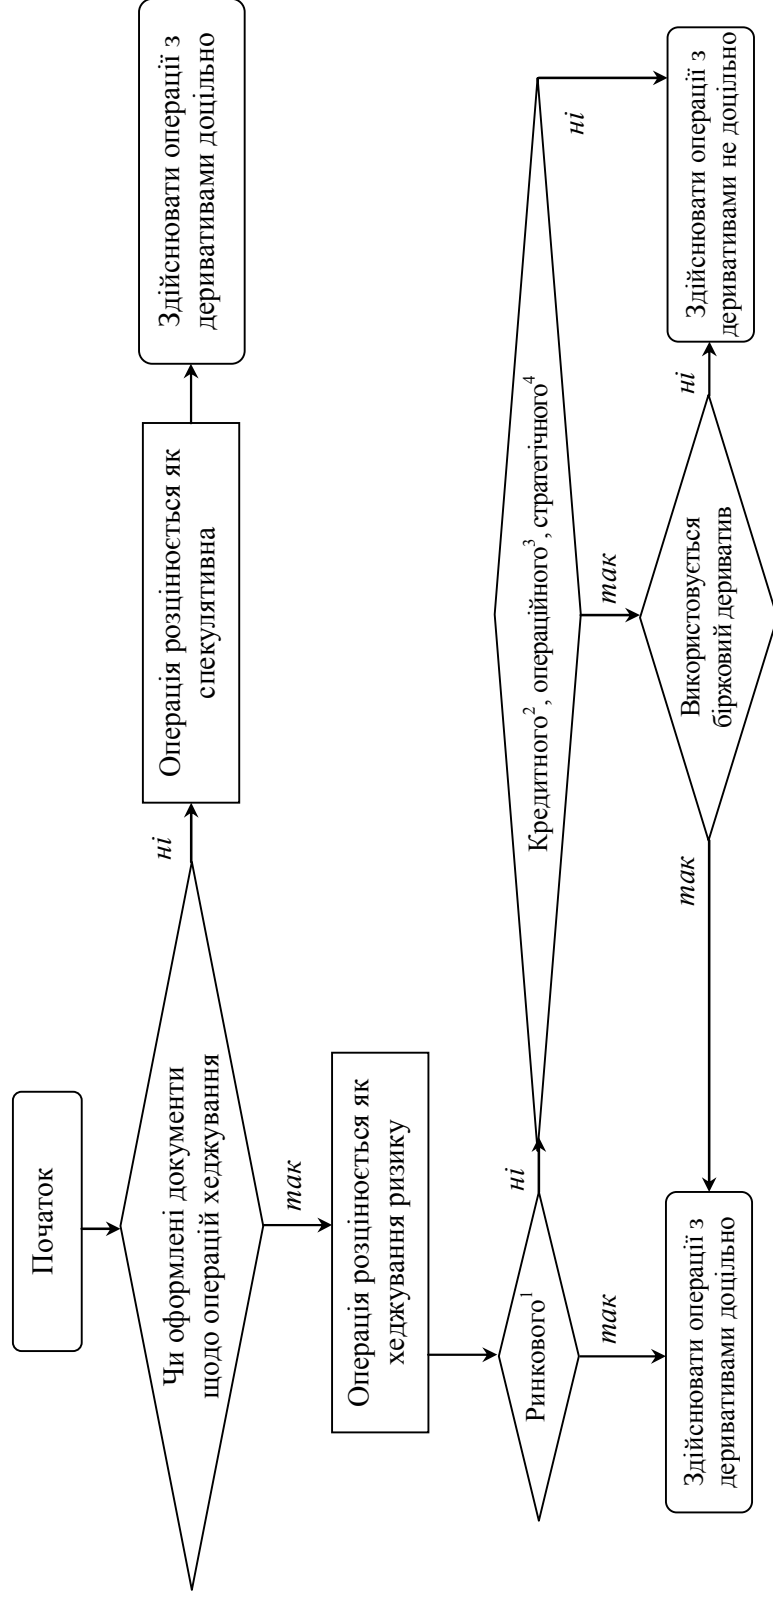 Початок
Чи оформлені документи
щодо операцій хеджування
ні
Операція розцінюється як
спекулятивна
Здійснювати операції з
деривативами доцільно
так
Операція розцінюється як
хеджування ризику
Ринкового¹
ні
Кредитного², операційного³, стратегічного⁴
ні
так
так
Здійснювати операції з
деривативами доцільно
так
Використовується
біржовий дериватив
ні
Здійснювати операції з
деривативами не доцільно